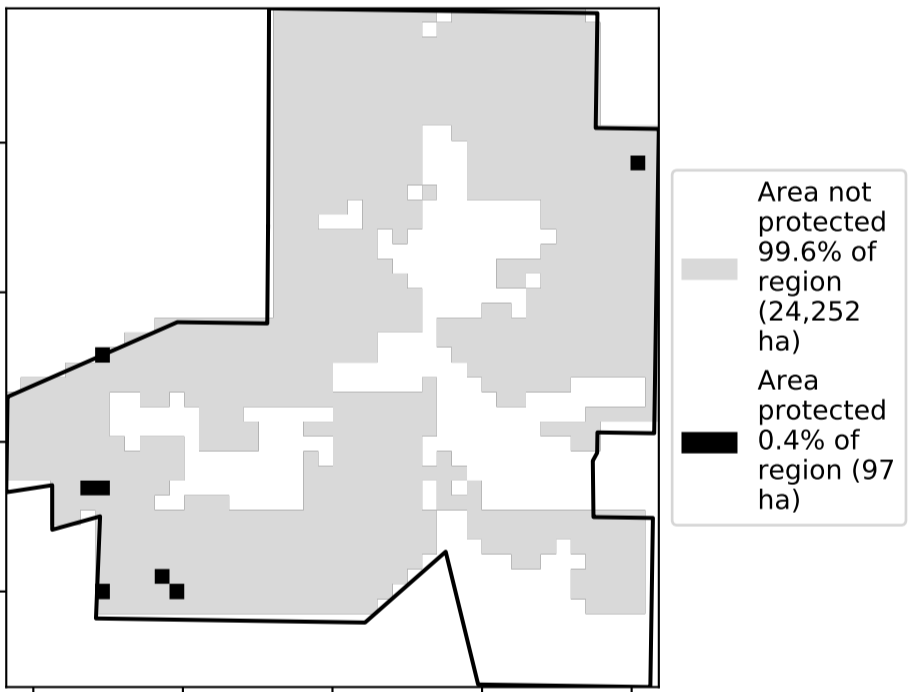 Area not
protected
99.6% of
region
(24,252
ha)
Area
protected
0.4% of
region (97
ha)